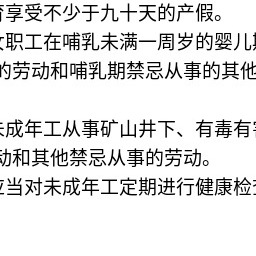 育享受不少于九十天的产假。
女职工在哺乳未满一周岁的婴儿期
的劳动和哺乳期禁忌从事的其他
未成年工从事矿山井下、有毒有害
动和其他禁忌从事的劳动。
应当对未成年工定期进行健康检查